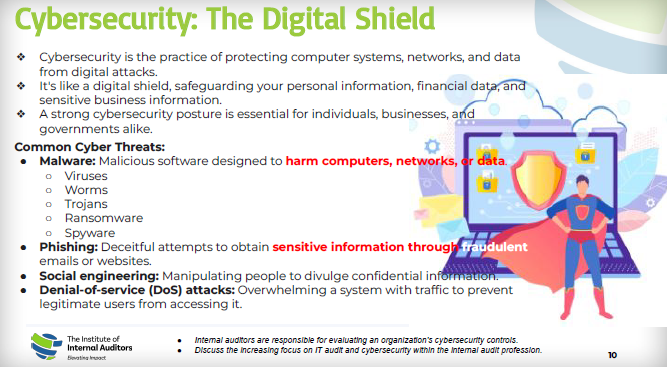 Cybersecurity: The Digital Shield
❖ Cybersecurity is the practice of protecting computer systems, networks, and data
from digital attacks.
❖ It's like a digital shield, safeguarding your personal information, financial data, and
sensitive business information.
❖ A strong cybersecurity posture is essential for individuals, businesses, and
governments alike.
Common Cyber Threats:
● Malware: Malicious software designed to harm computers, networks, or data.
○ Viruses
○ Worms
○ Trojans
○ Ransomware
○ Spyware
● Phishing: Deceitful attempts to obtain sensitive information through fraudulent
emails or websites.
● Social engineering: Manipulating people to divulge confidential information.
● Denial-of-service (DoS) attacks: Overwhelming a system with traffic to prevent
legitimate users from accessing it.
The Institute of
Internal Auditors
Elevating Impact
● Internal auditors are responsible for evaluating an organization's cybersecurity controls.
● Discuss the increasing focus on IT audit and cybersecurity within the internal audit profession.
10